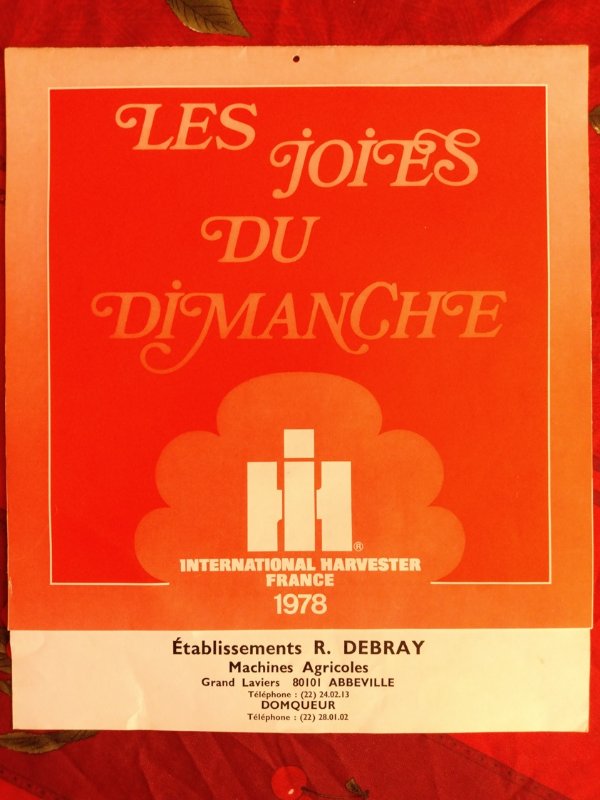 LES JOIES
DU
DIMANCHE
IH®
INTERNATIONAL HARVESTER
FRANCE
1978
Établissements R. DEBRAY
Machines Agricoles
Grand Laviers 80101 ABBEVILLE
Téléphone : (22) 24.02.13
DOMQUEUR
Téléphone : (22) 28.01.02